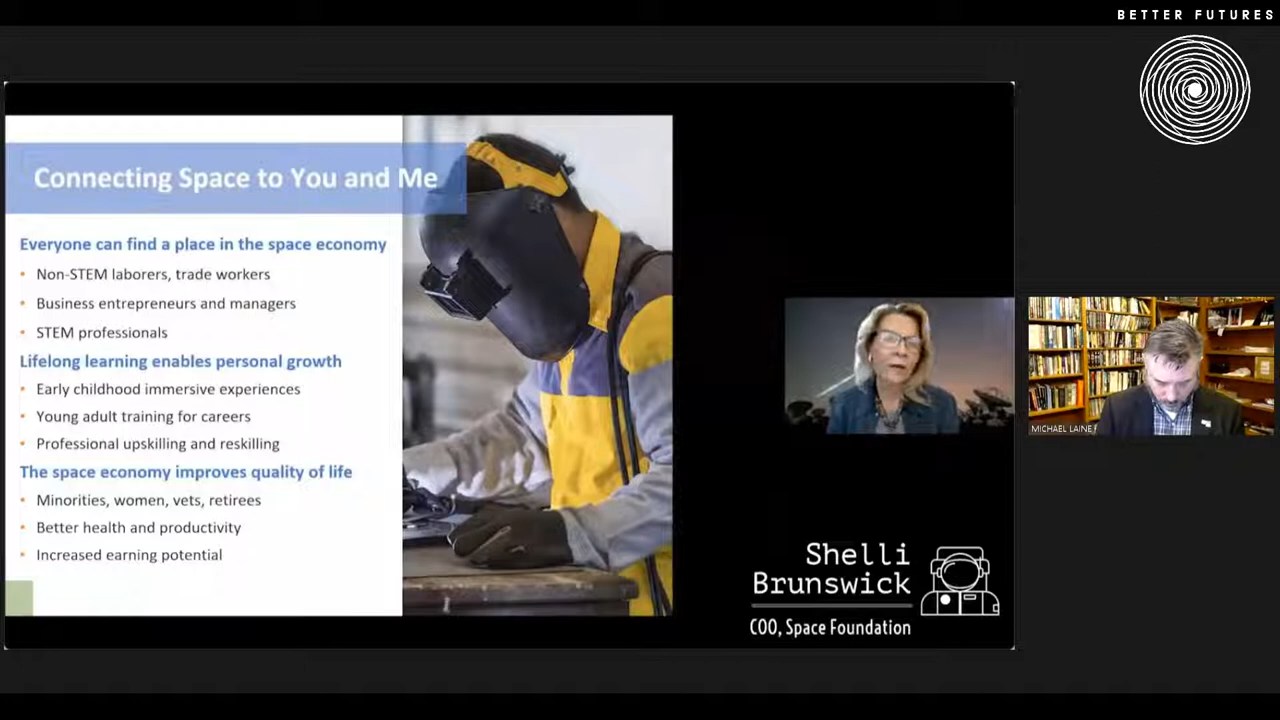 BETTER FUTURES
Connecting Space to You and Me
Everyone can find a place in the space economy
• Non-STEM laborers, trade workers
• Business entrepreneurs and managers
• STEM professionals
Lifelong learning enables personal growth
• Early childhood immersive experiences
• Young adult training for careers
• Professional upskilling and reskilling
The space economy improves quality of life
• Minorities, women, vets, retirees
• Better health and productivity
• Increased earning potential
MICHAEL LAINE
Shelli
Brunswick
COO, Space Foundation